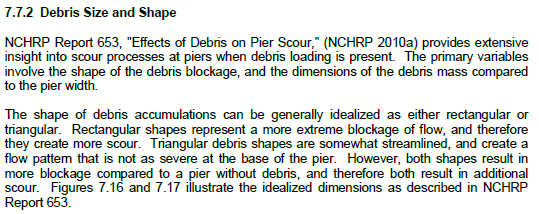 7.7.2 Debris Size and Shape
NCHRP Report 653, "Effects of Debris on Pier Scour," (NCHRP 2010a) provides extensive
insight into scour processes at piers when debris loading is present. The primary variables
involve the shape of the debris blockage, and the dimensions of the debris mass compared
to the pier width.
The shape of debris accumulations can be generally idealized as either rectangular or
triangular. Rectangular shapes represent a more extreme blockage of flow, and therefore
they create more scour. Triangular debris shapes are somewhat streamlined, and create a
flow pattern that is not as severe at the base of the pier. However, both shapes result in
more blockage compared to a pier without debris, and therefore both result in additional
scour. Figures 7.16 and 7.17 illustrate the idealized dimensions as described in NCHRP
Report 653.